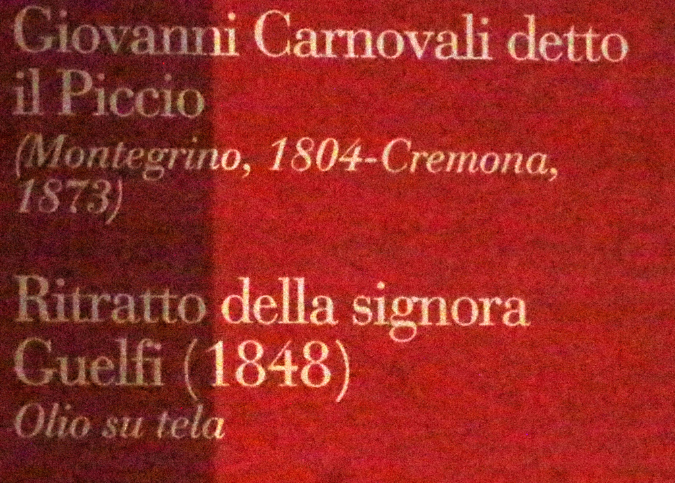 Giovanni Carnovali detto
il Piccio
(Montegrino, 1804-Cremona,
1873)
Ritratto della signora
Guelfi (1848)
Olio su tela